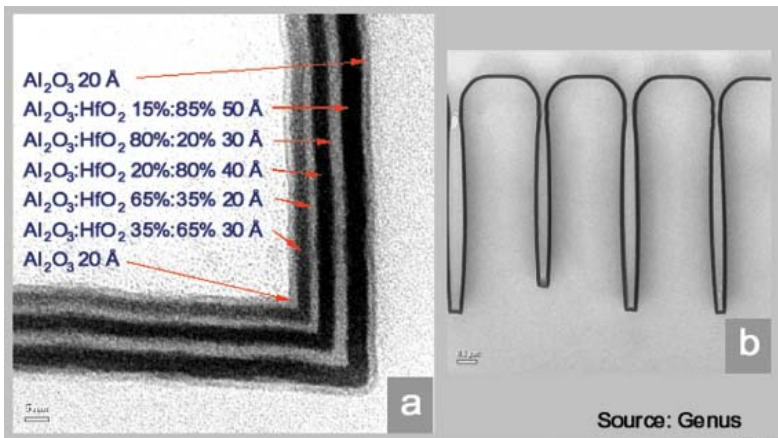 Al₂O₃ 20 Å
Al₂O₃:HfO₂ 15%:85% 50 Å
Al₂O₃:HfO₂ 80%:20% 30 Å
Al₂O₃:HfO₂ 20%:80% 40 Å
Al₂O₃:HfO₂ 65%:35% 20 Å
Al₂O₃:HfO₂ 35%:65% 30 Å
Al₂O₃ 20 Å
a
b
Source: Genus